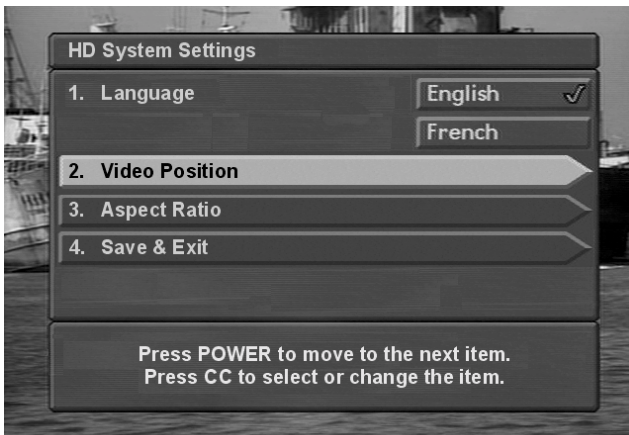 HD System Settings
1. Language English
French
2. Video Position
3. Aspect Ratio
4. Save & Exit
Press POWER to move to the next item.
Press CC to select or change the item.